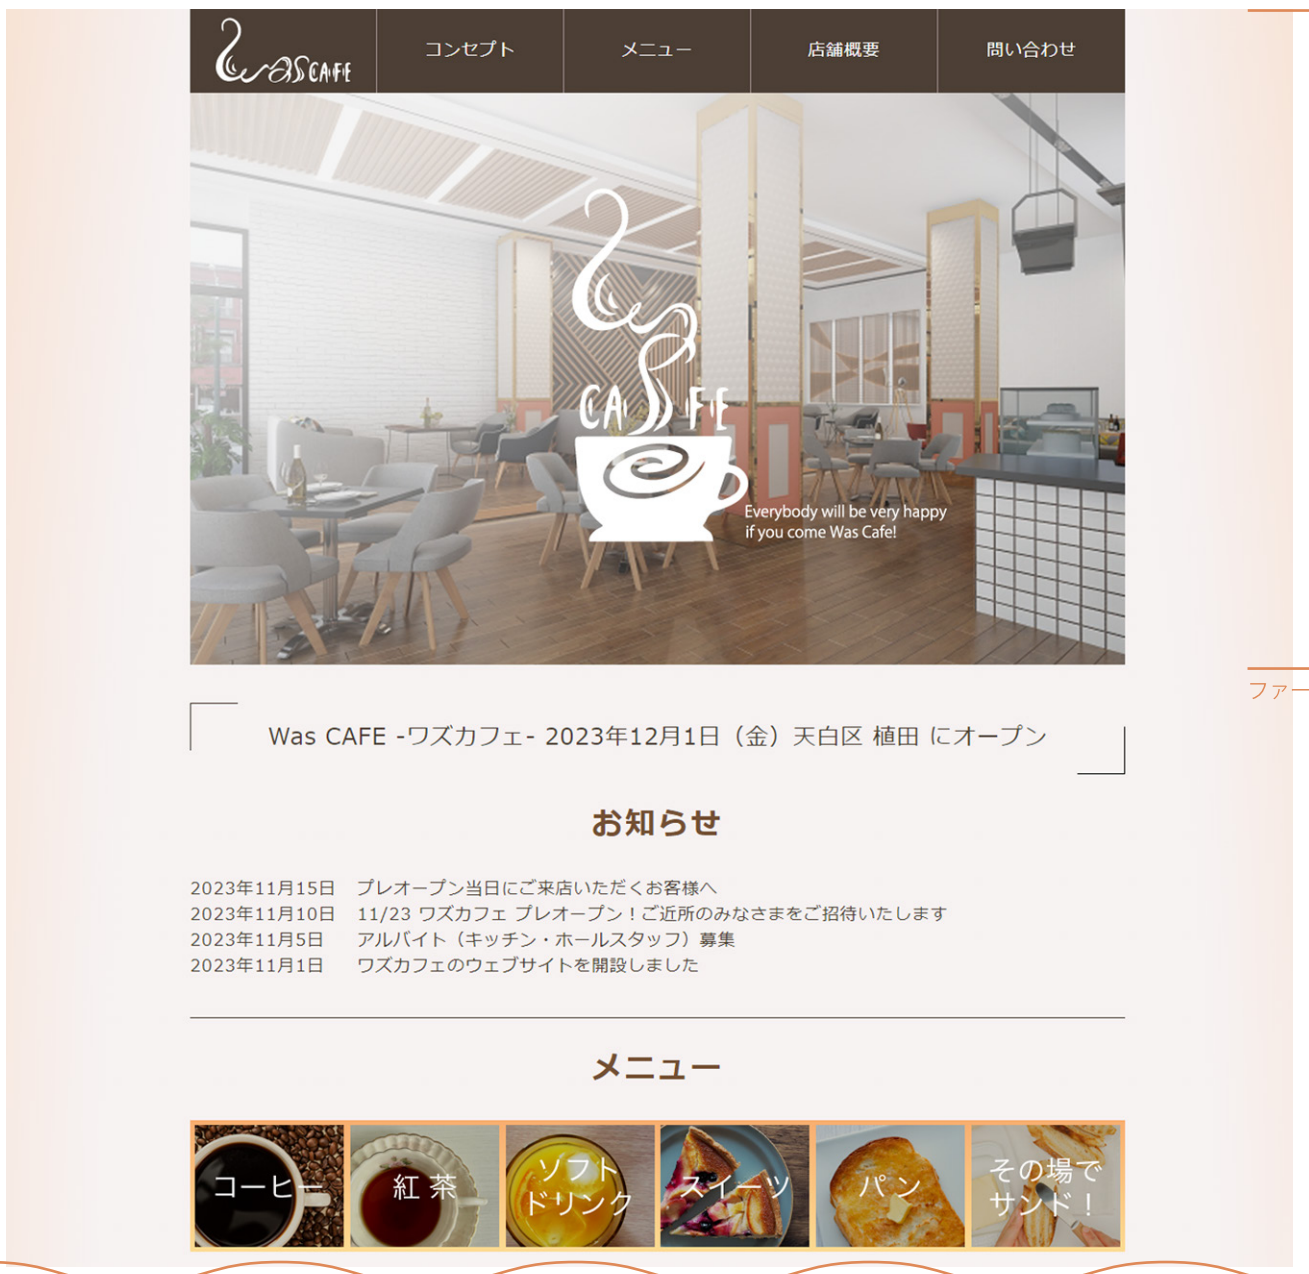 Was CAFE
コンセプト
メニュー
店舗概要
問い合わせ
Was
CAFE
Everybody will be very happy
if you come Was Cafe!
ファー
Was CAFE -ワズカフェ- 2023年12月1日（金）天白区 植田 にオープン
お知らせ
2023年11月15日 プレオープン当日にご来店いただくお客様へ
2023年11月10日 11/23 ワズカフェ プレオープン！ご近所のみなさまをご招待いたします
2023年11月5日 アルバイト（キッチン・ホールスタッフ）募集
2023年11月1日 ワズカフェのウェブサイトを開設しました
メニュー
コーヒー
紅茶
ソフト
ドリンク
スイーツ
パン
その場で
サンド！